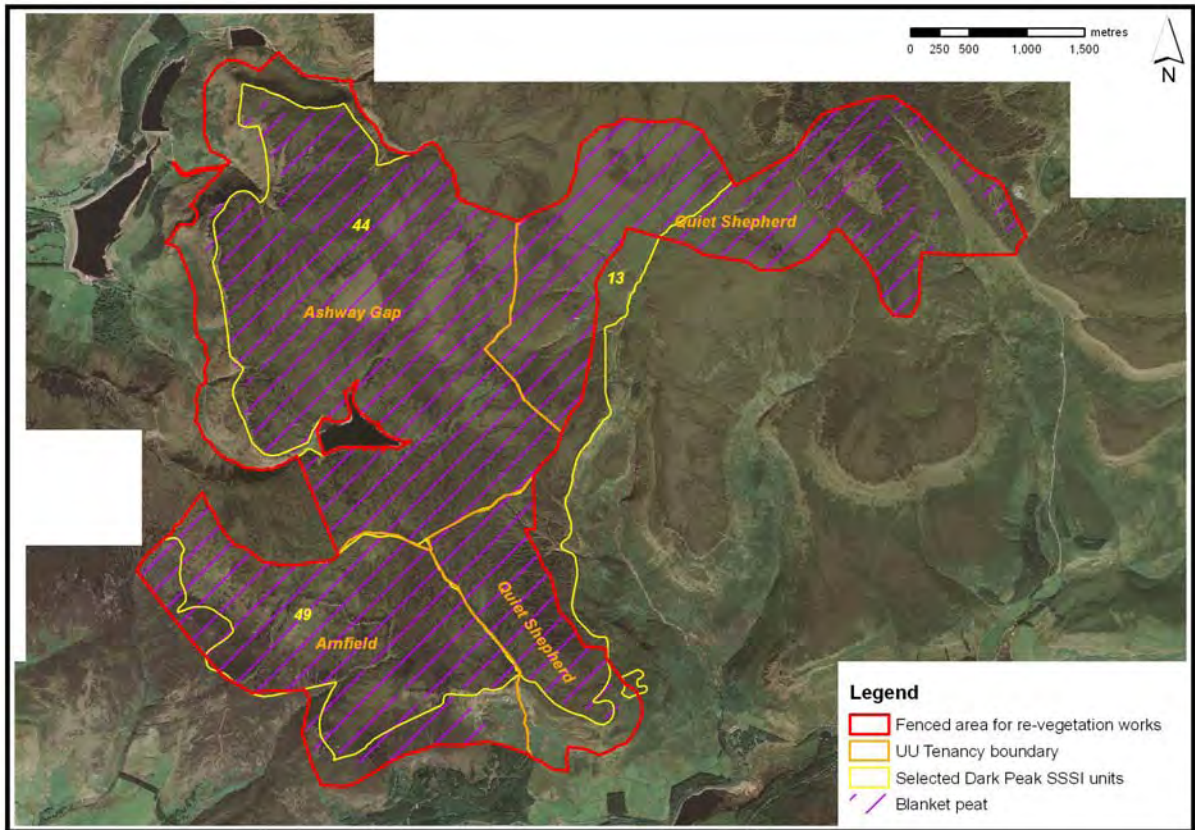 metres
0 250 500 1,000 1,500
N
44
Quiet Shepherd
13
Ashway Gap
49
Arnfield
Quiet Shepherd
Legend
Fenced area for re-vegetation works
UU Tenancy boundary
Selected Dark Peak SSSI units
Blanket peat